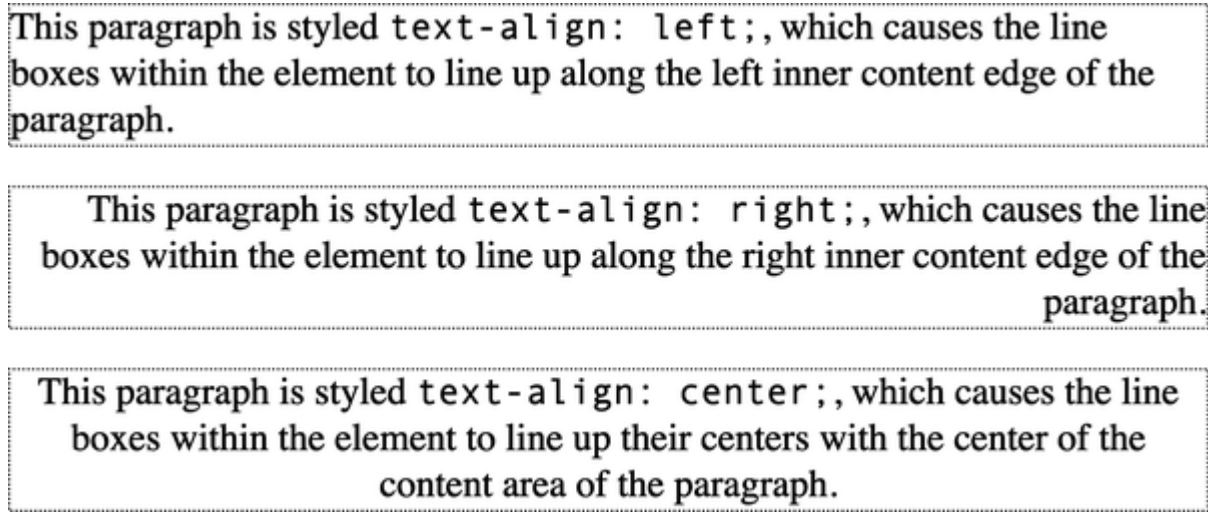 This paragraph is styled text-align: left;, which causes the line
boxes within the element to line up along the left inner content edge of the
paragraph.
This paragraph is styled text-align: right;, which causes the line
boxes within the element to line up along the right inner content edge of the
paragraph.
This paragraph is styled text-align: center;, which causes the line
boxes within the element to line up their centers with the center of the
content area of the paragraph.